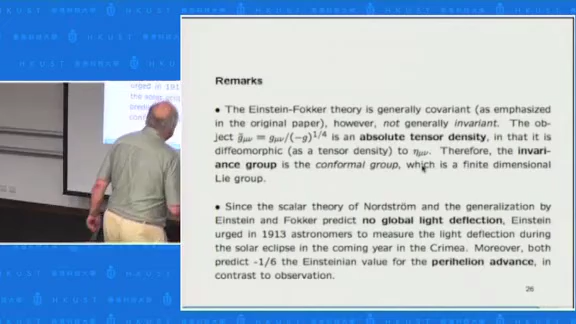 Remarks
• The Einstein-Fokker theory is generally covariant (as emphasized
in the original paper), however, not generally invariant. The ob-
ject g̃μν = gμν/(−g)^1/4 is an absolute tensor density, in that it is
diffeomorphic (as a tensor density) to ημν. Therefore, the invari-
ance group is the conformal group, which is a finite dimensional
Lie group.
• Since the scalar theory of Nordström and the generalization by
Einstein and Fokker predict no global light deflection, Einstein
urged in 1913 astronomers to measure the light deflection during
the solar eclipse in the coming year in the Crimea. Moreover, both
predict -1/6 the Einsteinian value for the perihelion advance, in
contrast to observation.
26
urged in 1913
the solar
predic
HKUST